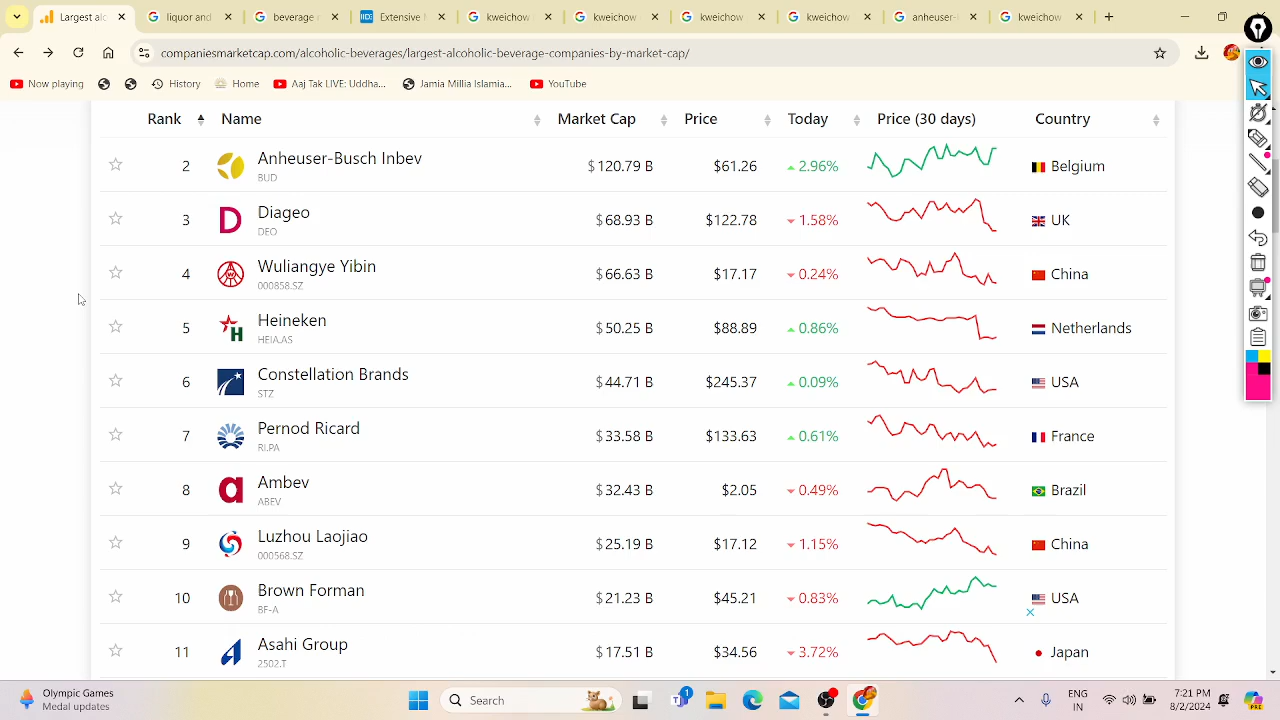 Largest alc
liquor and
beverage
Extensive l
kweichow
kweichow
kweichow
kweichow
anheuser-
kweichow
companiesmarketcap.com/alcoholic-beverages/largest-alcoholic-beverage-companies-by-market-cap/
Now playing
History
Home
Aaj Tak LIVE: Uddha...
Jamia Millia Islamia...
YouTube
Rank Name Market Cap Price Today Price (30 days) Country
2 Anheuser-Busch Inbev $120.79 B $61.26 2.96% Belgium
BUD
3 Diageo $68.93 B $122.78 1.58% UK
DEO
4 Wuliangye Yibin $66.63 B $17.17 0.24% China
000858.SZ
5 Heineken $50.25 B $88.89 0.86% Netherlands
HEIA.AS
6 Constellation Brands $44.71 B $245.37 0.09% USA
STZ
7 Pernod Ricard $33.58 B $133.63 0.61% France
RI.PA
8 Ambev $32.43 B $2.05 0.49% Brazil
ABEV
9 Luzhou Laojiao $25.19 B $17.12 1.15% China
000568.SZ
10 Brown Forman $21.23 B $45.21 0.83% USA
BF-A
11 Asahi Group $17.51 B $34.56 3.72% Japan
2502.T
Olympic Games
Medal updates
Search
1
ENG
IN
7:21 PM
8/2/2024